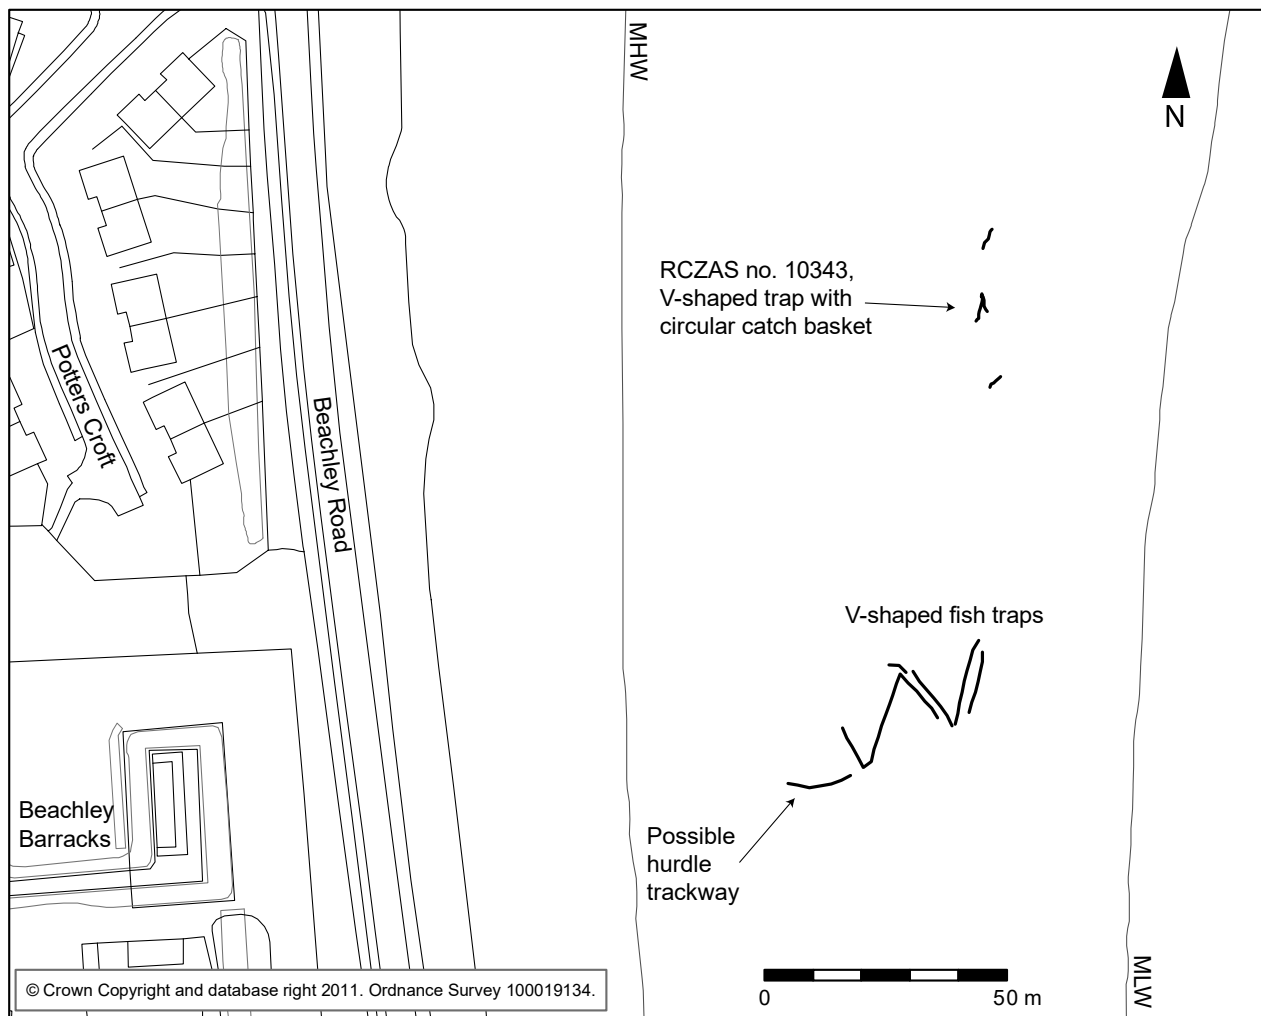 MHW
N
RCZAS no. 10343,
V-shaped trap with
circular catch basket
Potters Croft
Beachley Road
V-shaped fish traps
Beachley
Barracks
Possible
hurdle
trackway
© Crown Copyright and database right 2011. Ordnance Survey 100019134.
0 50 m
MLW